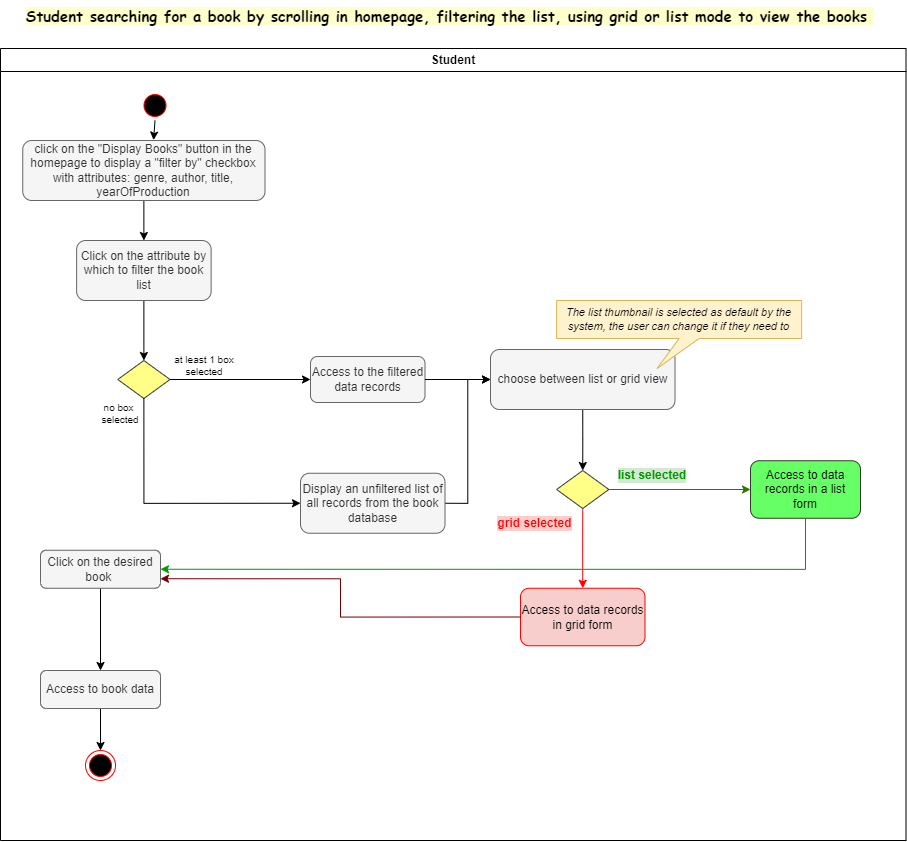 Student searching for a book by scrolling in homepage, filtering the list, using grid or list mode to view the books
Student
click on the "Display Books" button in the
homepage to display a "filter by" checkbox
with attributes: genre, author, title,
yearOfProduction
Click on the attribute by
which to filter the book
list
The list thumbnail is selected as default by the
system, the user can change it if they need to
at least 1 box
selected
Access to the filtered
data records
choose between list or grid view
no box
selected
list selected
Access to data
records in a list
form
Display an unfiltered list of
all records from the book
database
grid selected
Click on the desired
book
Access to data records
in grid form
Access to book data